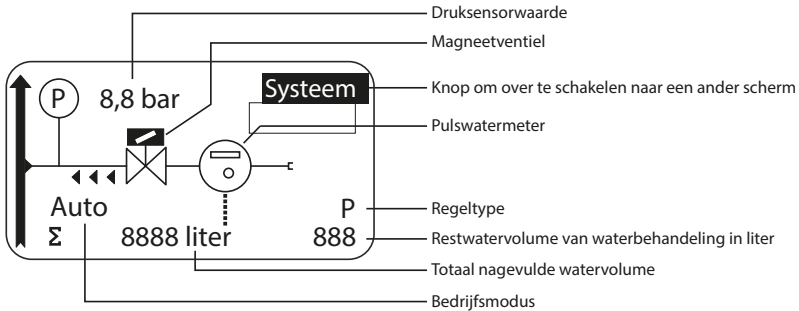 Druksensorwaarde
Magneetventiel
P
8,8 bar
Systeem
Knop om over te schakelen naar een ander scherm
Pulswatermeter
Auto
P
Regeltype
Σ
8888 liter
888
Restwatervolume van waterbehandeling in liter
Totaal nagevulde watervolume
Bedrijfsmodus